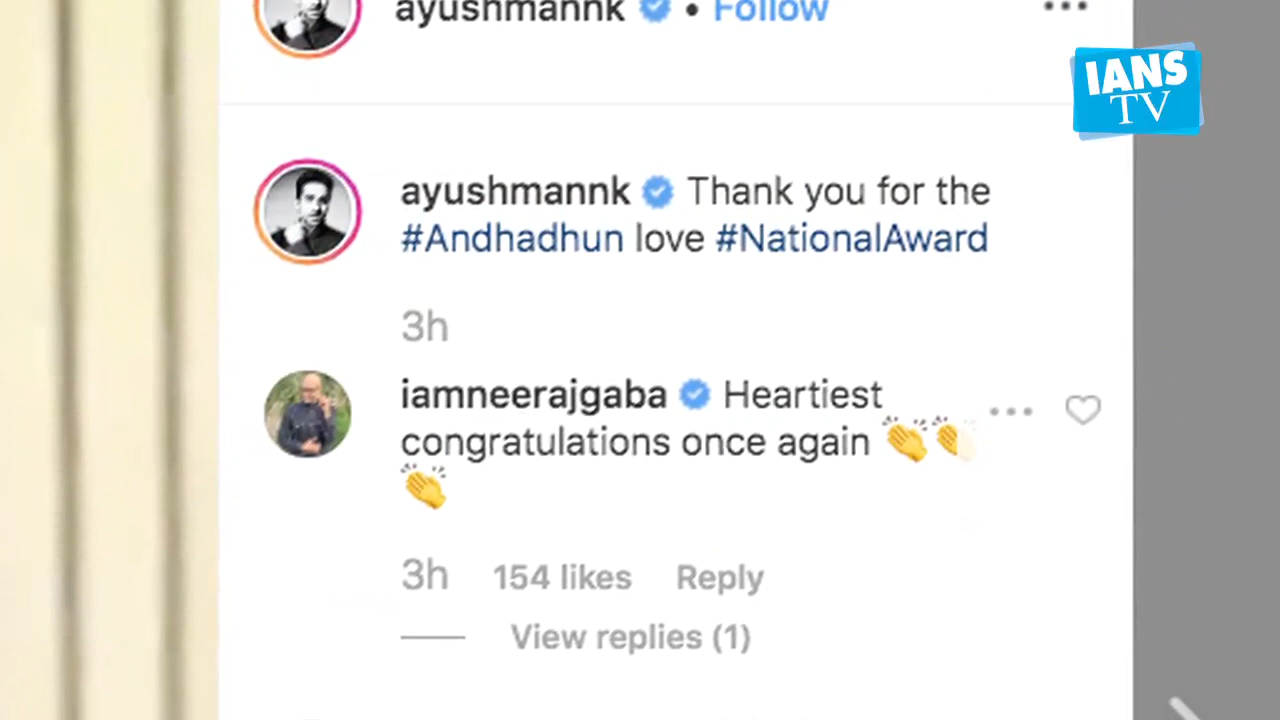 ayushmannk • Follow
IANS
TV
ayushmannk Thank you for the
#Andhadhun love #NationalAward
3h
iamneerajgaba Heartiest
congratulations once again 👏👏
👏
3h 154 likes Reply
View replies (1)